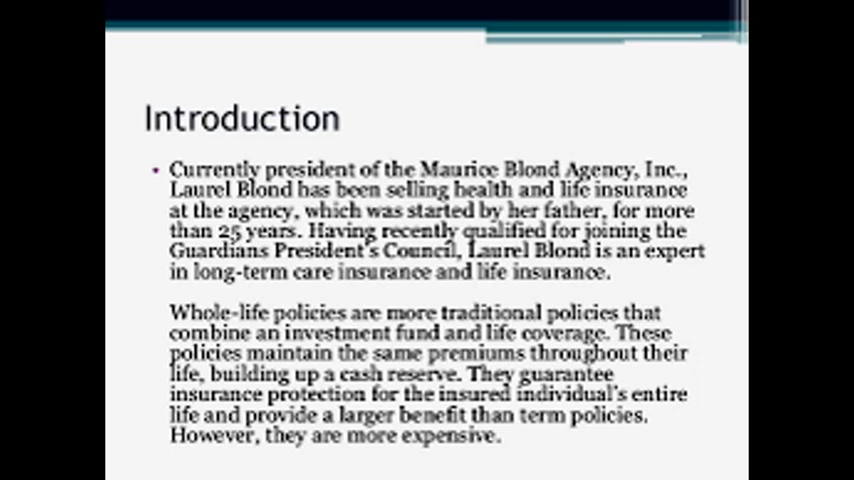 Introduction
• Currently president of the Maurice Blond Agency, Inc.,
Laurel Blond has been selling health and life insurance
at the agency, which was started by her father, for more
than 25 years. Having recently qualified for joining the
Guardians President's Council, Laurel Blond is an expert
in long-term care insurance and life insurance.
Whole-life policies are more traditional policies that
combine an investment fund and life coverage. These
policies maintain the same premiums throughout their
life, building up a cash reserve. They guarantee
insurance protection for the insured individual's entire
life and provide a larger benefit than term policies.
However, they are more expensive.